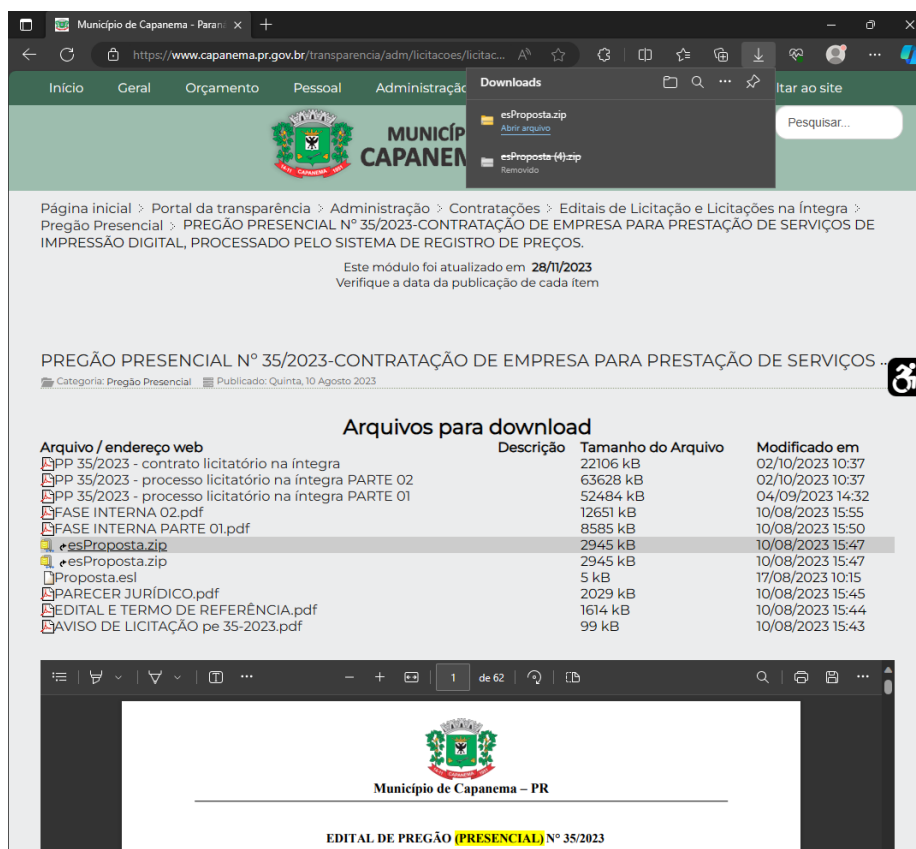 Município de Capanema - Paraná
https://www.capanema.pr.gov.br/transparencia/adm/licitacoes/licitac...
Início Geral Orçamento Pessoal Administração
ltar ao site
Downloads
esProposta.zip
Abrir arquivo
esProposta (4).zip
Removido
Pesquisar...
MUNICÍP
CAPANEM
CAPANEMA
Página inicial > Portal da transparência > Administração > Contratações > Editais de Licitação e Licitações na Íntegra >
Pregão Presencial > PREGÃO PRESENCIAL Nº 35/2023-CONTRATAÇÃO DE EMPRESA PARA PRESTAÇÃO DE SERVIÇOS DE
IMPRESSÃO DIGITAL, PROCESSADO PELO SISTEMA DE REGISTRO DE PREÇOS.
Este módulo foi atualizado em 28/11/2023
Verifique a data da publicação de cada ítem
PREGÃO PRESENCIAL Nº 35/2023-CONTRATAÇÃO DE EMPRESA PARA PRESTAÇÃO DE SERVIÇOS ...
Categoria: Pregão Presencial Publicado: Quinta, 10 Agosto 2023
Arquivos para download
Arquivo / endereço web Descrição Tamanho do Arquivo Modificado em
PP 35/2023 - contrato licitatório na íntegra 22106 kB 02/10/2023 10:37
PP 35/2023 - processo licitatório na íntegra PARTE 02 63628 kB 02/10/2023 10:37
PP 35/2023 - processo licitatório na íntegra PARTE 01 52484 kB 04/09/2023 14:32
FASE INTERNA 02.pdf 12651 kB 10/08/2023 15:55
FASE INTERNA PARTE 01.pdf 8585 kB 10/08/2023 15:50
esProposta.zip 2945 kB 10/08/2023 15:47
esProposta.zip 2945 kB 10/08/2023 15:47
Proposta.esl 5 kB 17/08/2023 10:15
PARECER JURÍDICO.pdf 2029 kB 10/08/2023 15:45
EDITAL E TERMO DE REFERÊNCIA.pdf 1614 kB 10/08/2023 15:44
AVISO DE LICITAÇÃO pe 35-2023.pdf 99 kB 10/08/2023 15:43
1 de 62
Município de Capanema – PR
EDITAL DE PREGÃO (PRESENCIAL) Nº 35/2023